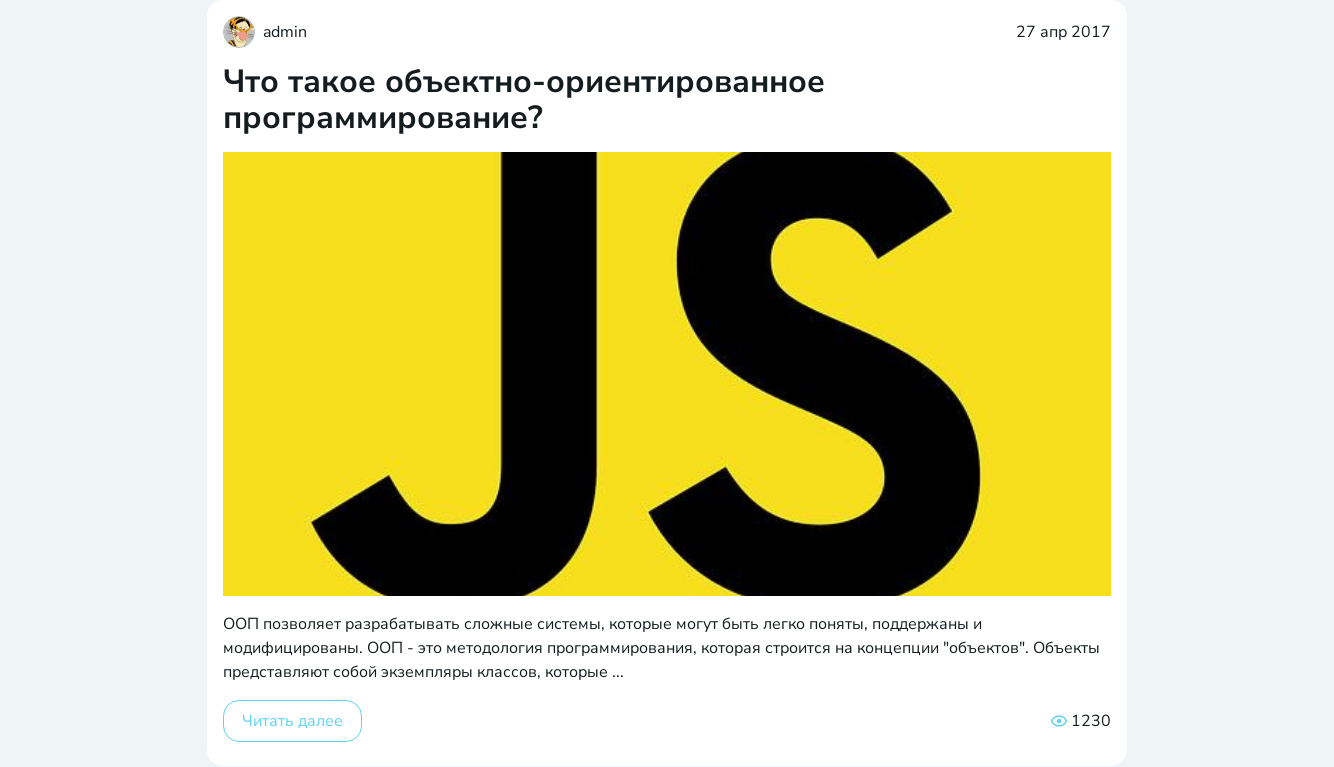 admin
27 апр 2017
Что такое объектно-ориентированное
программирование?
JS
ООП позволяет разрабатывать сложные системы, которые могут быть легко поняты, поддержаны и
модифицированы. ООП - это методология программирования, которая строится на концепции "объектов". Объекты
представляют собой экземпляры классов, которые ...
Читать далее
1230